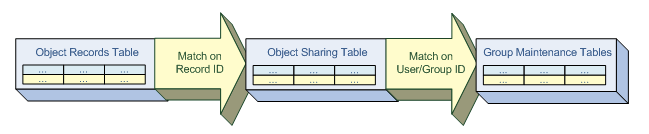 Object Records Table
... ... ...
... ... ...
Match on
Record ID
Object Sharing Table
... ... ...
... ... ...
Match on
User/Group ID
Group Maintenance Tables
... ... ...
... ... ...